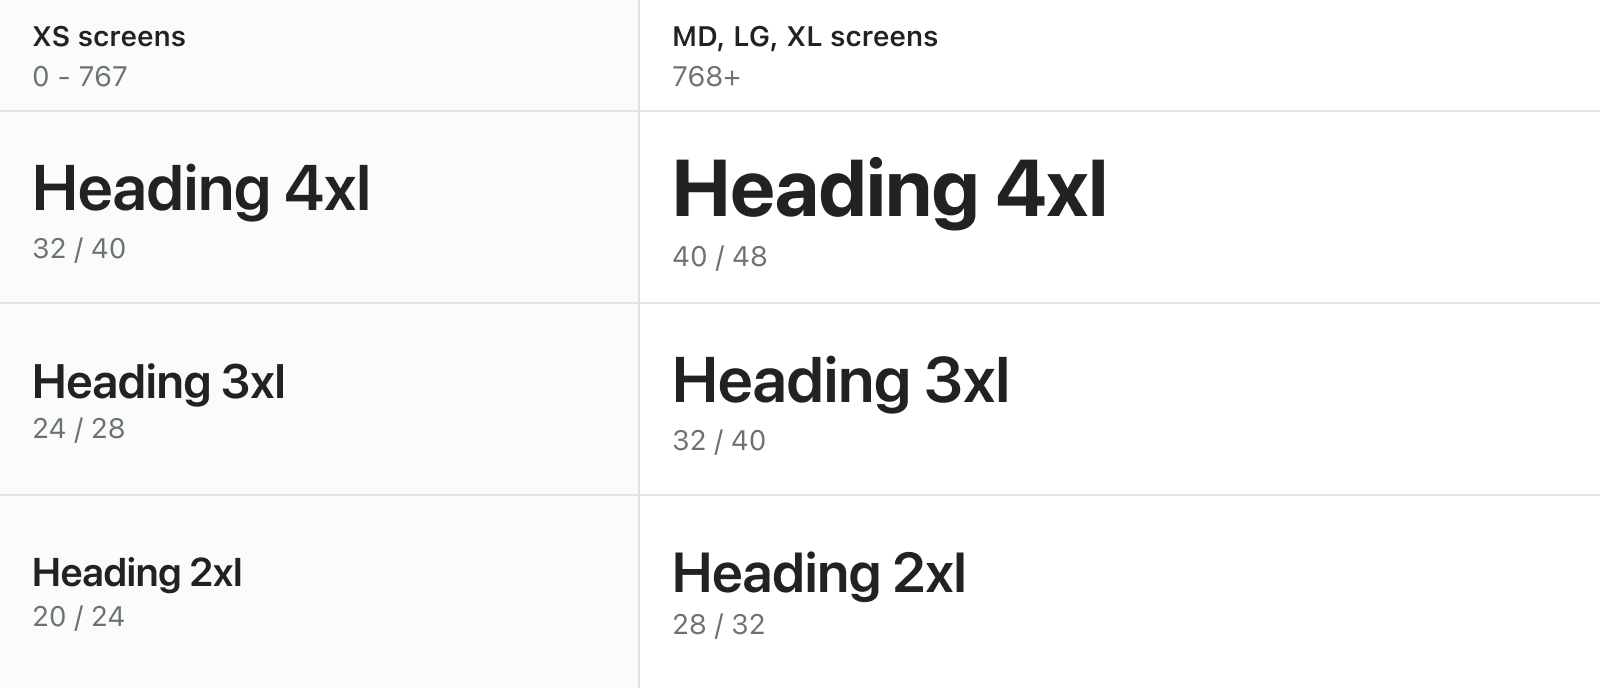 XS screens
0 - 767
MD, LG, XL screens
768+
Heading 4xl
32 / 40
Heading 4xl
40 / 48
Heading 3xl
24 / 28
Heading 3xl
32 / 40
Heading 2xl
20 / 24
Heading 2xl
28 / 32